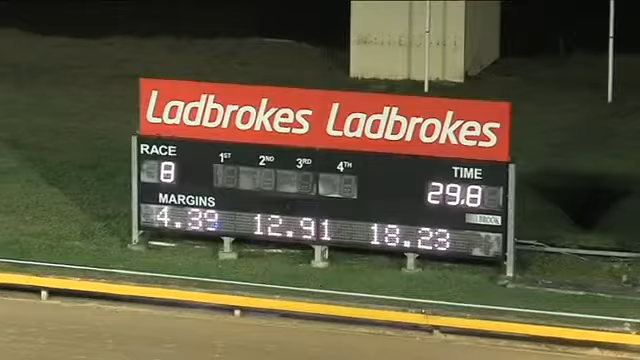 Ladbrokes Ladbrokes
RACE 1ST 2ND 3RD 4TH TIME
8 29.8
MARGINS
4.39 12.91 18.23